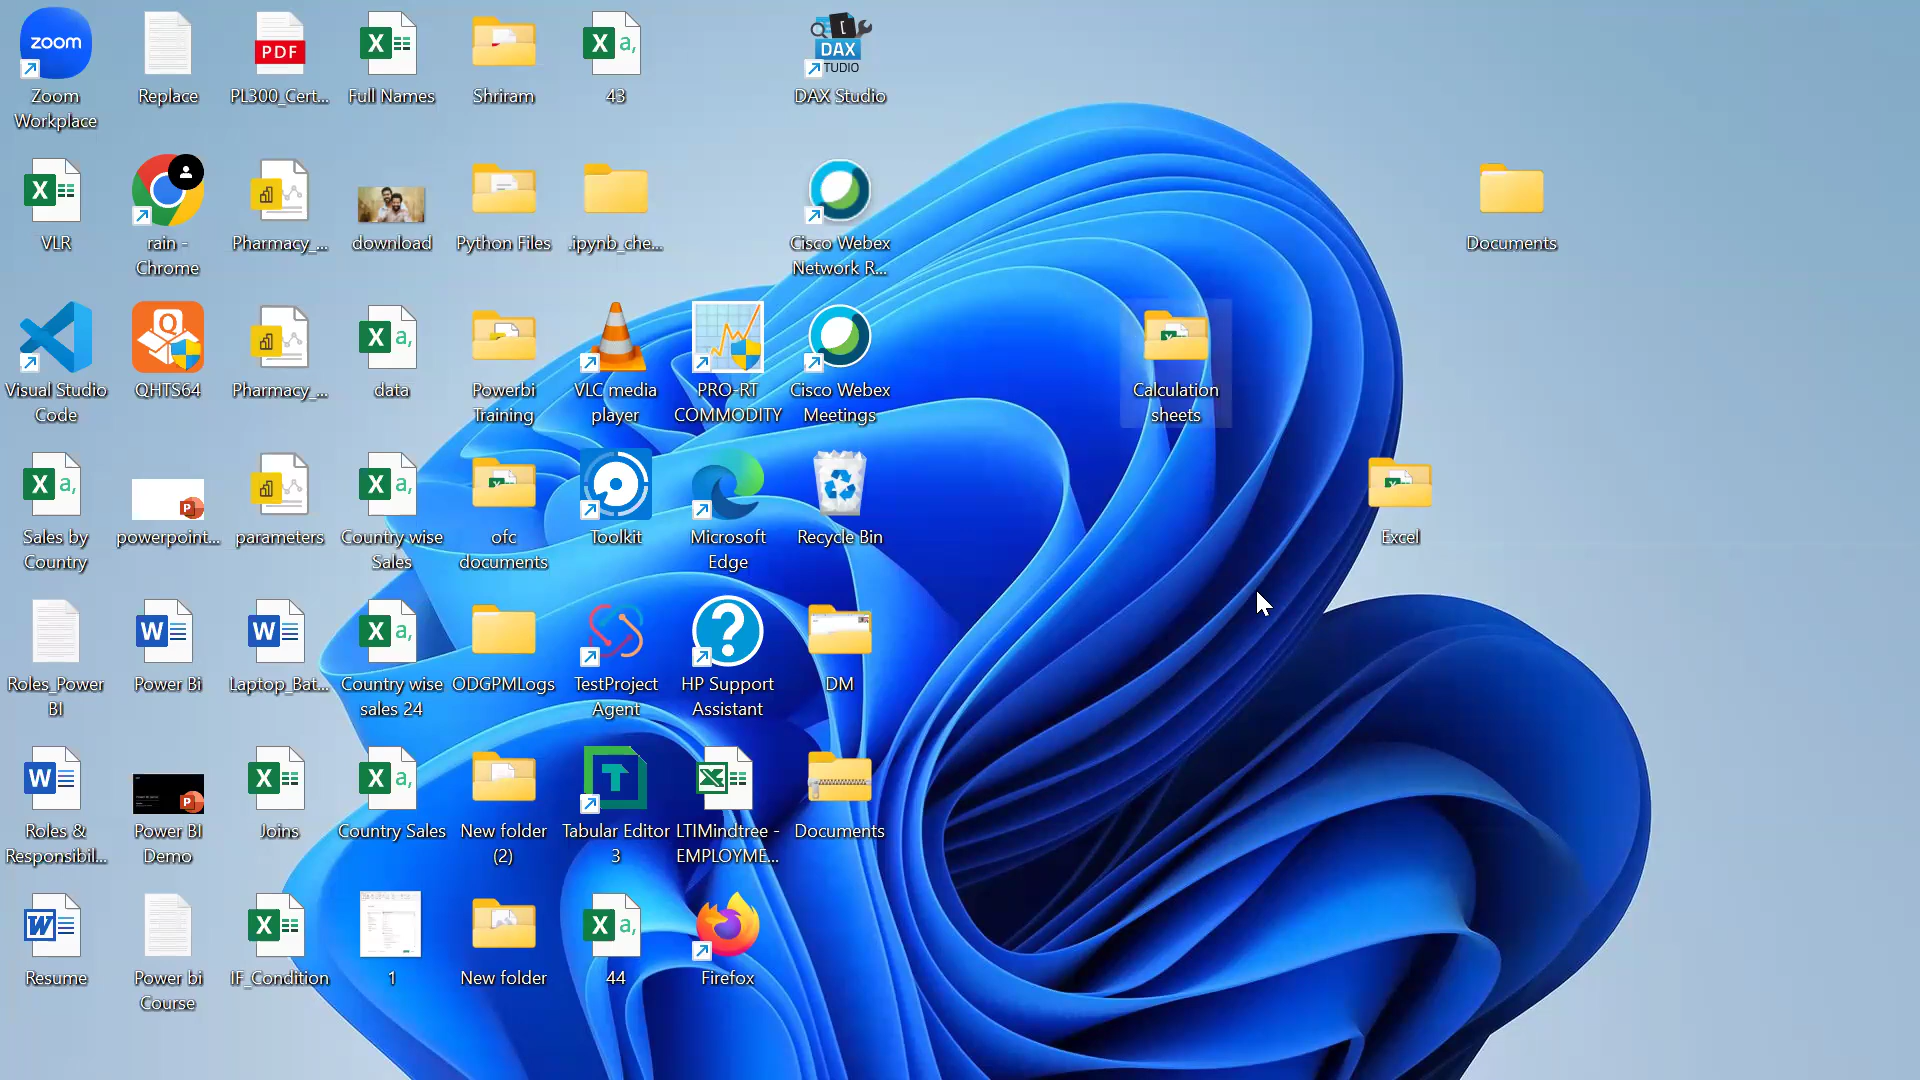 zoom
Zoom
Workplace
Replace
PDF
PL300_Cert...
Full Names
Shriram
43
DAX
TUDIO
DAX Studio
VLR
rain -
Chrome
Pharmacy_...
download
Python Files
.ipynb_che...
Cisco Webex
Network R...
Documents
Visual Studio
Code
QHTS64
Pharmacy_...
data
Powerbi
Training
VLC media
player
PRO-RT
COMMODITY
Cisco Webex
Meetings
Calculation
sheets
Sales by
Country
powerpoint...
parameters
Country wise
Sales
ofc
documents
Toolkit
Microsoft
Edge
Recycle Bin
Excel
Roles_Power
BI
Power Bi
Laptop_Bat...
Country wise
sales 24
ODGPMLogs
TestProject
Agent
HP Support
Assistant
DM
Roles &
Responsibil...
Power BI
Demo
Joins
Country Sales
New folder
(2)
Tabular Editor
3
LTIMindtree -
EMPLOYME...
Documents
Resume
Power bi
Course
IF_Condition
1
New folder
44
Firefox